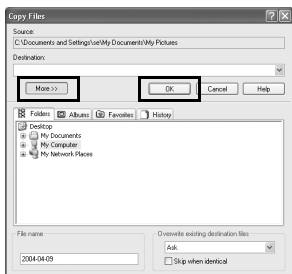 Copy Files
Source:
C:\Documents and Settings\se\My Documents\My Pictures
Destination:
More >>
OK
Cancel
Help
Folders
Albums
Favorites
History
Desktop
My Documents
My Computer
My Network Places
File name
Overwrite existing destination files
Ask
2004-04-09
Skip when identical